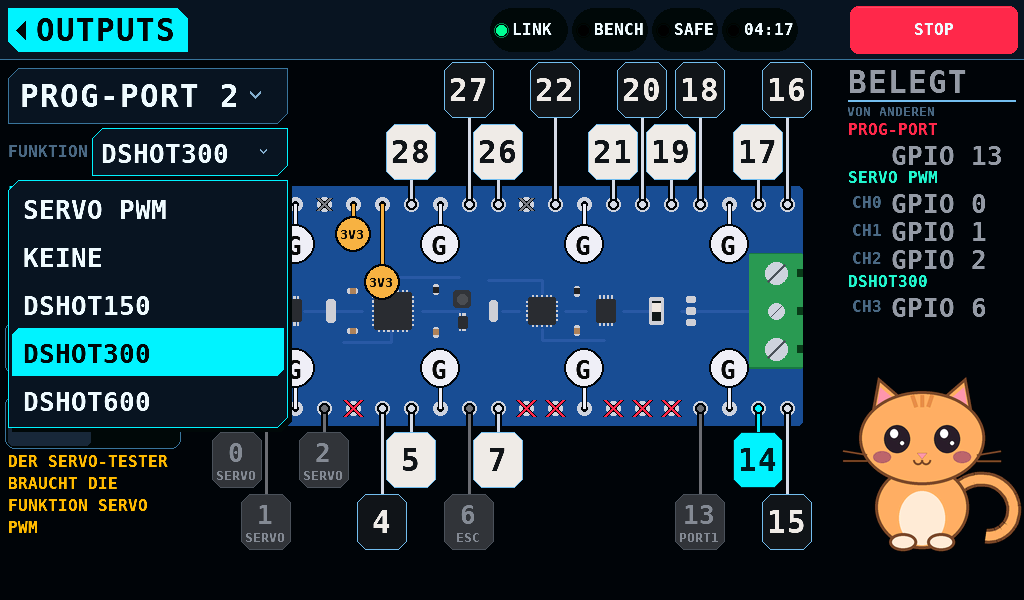 OUTPUTS
LINK
BENCH
SAFE
04:17
STOP
PROG-PORT 2
FUNKTION
DSHOT300
SERVO PWM
KEINE
DSHOT150
DSHOT300
DSHOT600
DER SERVO-TESTER
BRAUCHT DIE
FUNKTION SERVO
PWM
27
22
20
18
16
28
26
21
19
17
3V3
3V3
G
G
G
G
G
G
G
G
0
SERVO
2
SERVO
5
7
14
1
SERVO
4
6
ESC
13
PORT1
15
BELEGT
VON ANDEREN
PROG-PORT
GPIO 13
SERVO PWM
CH0 GPIO 0
CH1 GPIO 1
CH2 GPIO 2
DSHOT300
CH3 GPIO 6